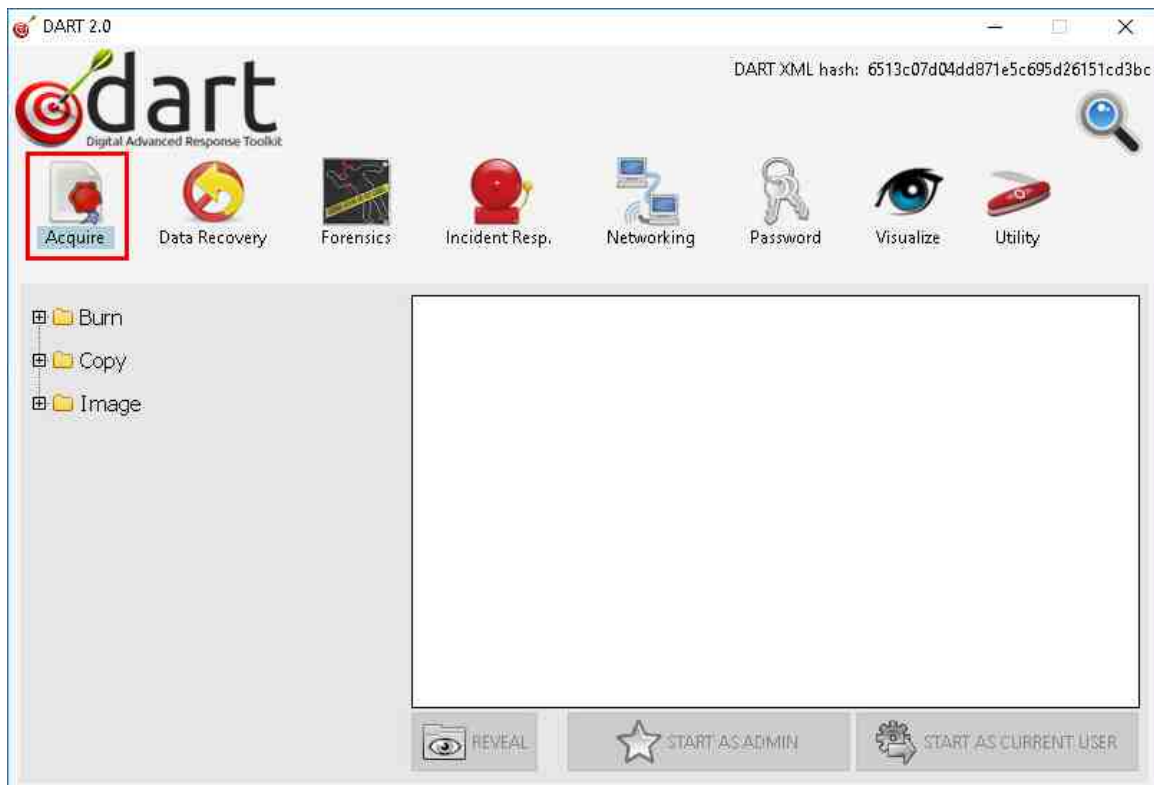 DART 2.0
dart
Digital Advanced Response Toolkit
DART XML hash: 6513c07d04dd871e5c695d26151cd3bc
Acquire
Data Recovery
Forensics
Incident Resp.
Networking
Password
Visualize
Utility
Burn
Copy
Image
REVEAL
START AS ADMIN
START AS CURRENT USER